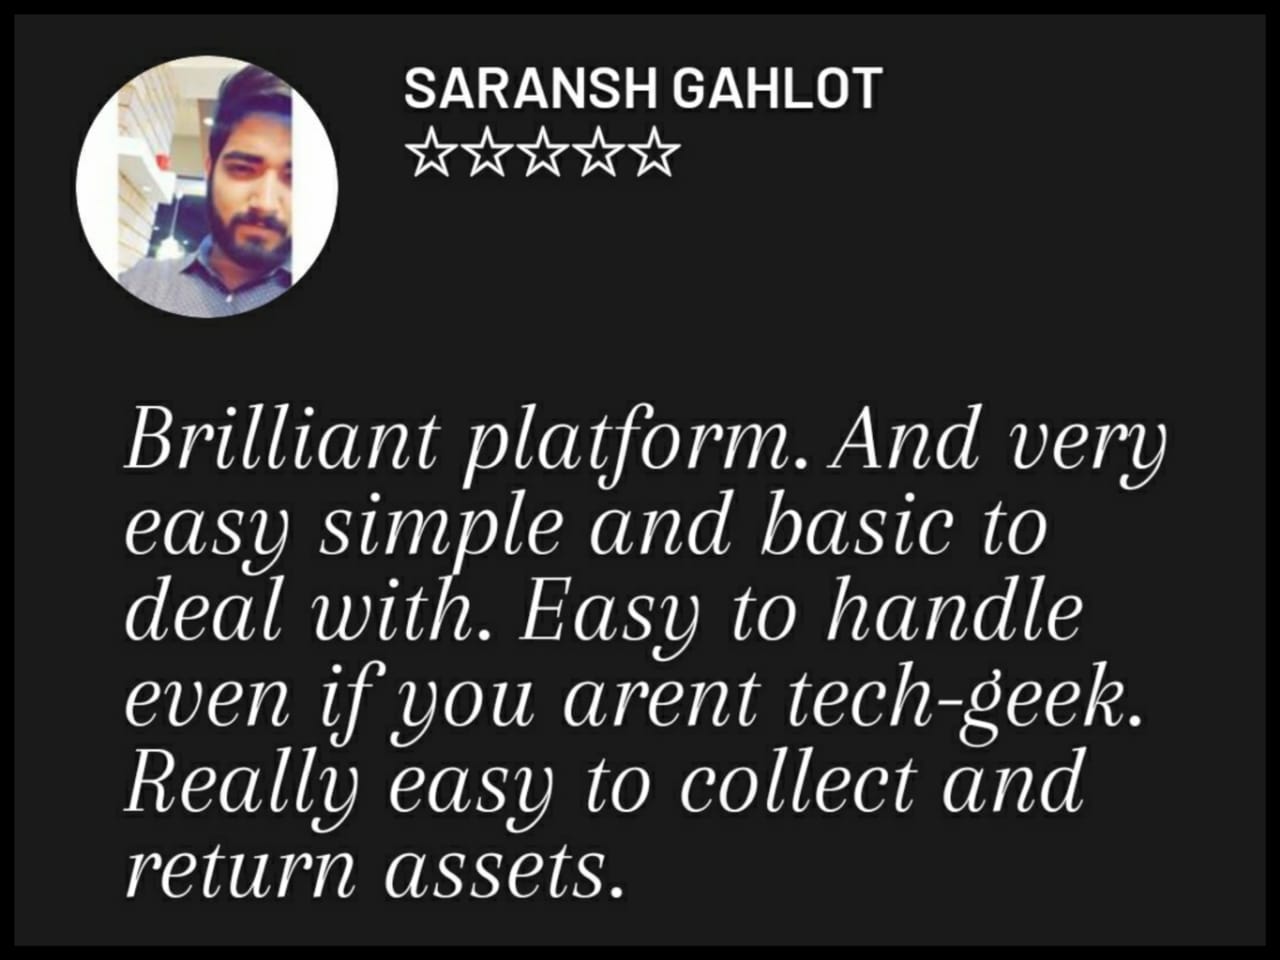 SARANSH GAHLOT
☆☆☆☆☆
Brilliant platform. And very
easy simple and basic to
deal with. Easy to handle
even if you arent tech-geek.
Really easy to collect and
return assets.